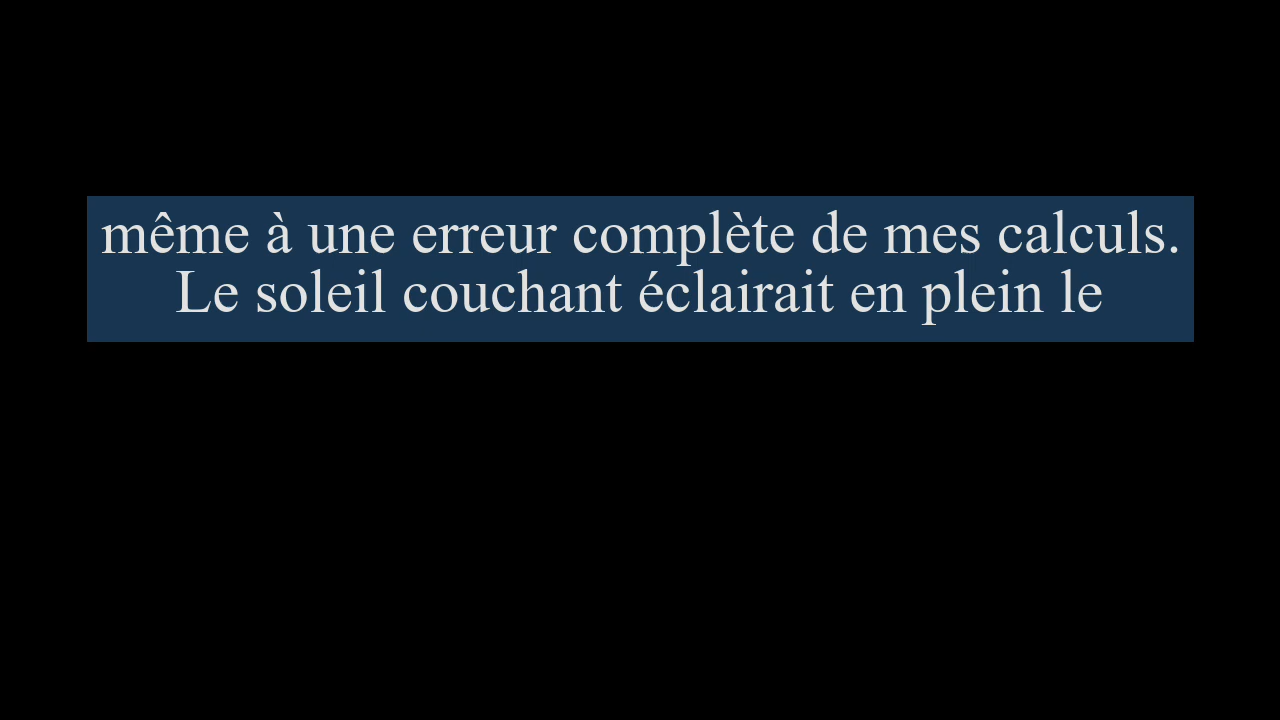 même à une erreur complète de mes calculs.
Le soleil couchant éclairait en plein le